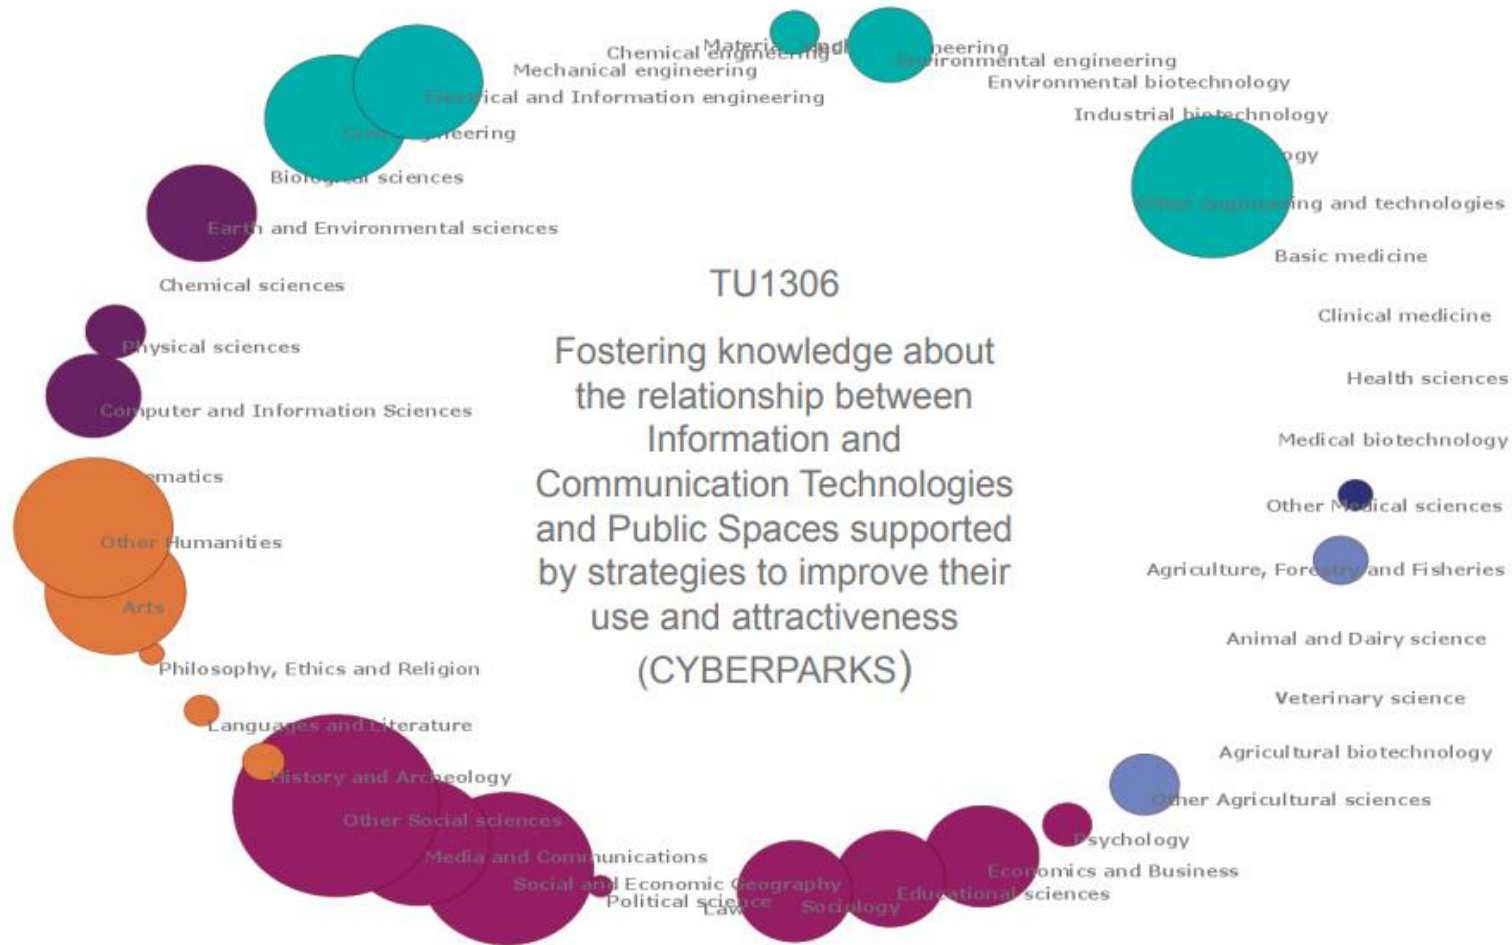 Chemical engineering
Environmental engineering
Mechanical engineering
Environmental biotechnology
Electrical and Information engineering
Industrial biotechnology
Biological sciences
Other engineering and technologies
Earth and Environmental sciences
Basic medicine
Chemical sciences
Clinical medicine
Physical sciences
Health sciences
Computer and Information Sciences
Medical biotechnology
Other Medical sciences
Other Humanities
Agriculture, Forestry and Fisheries
Arts
Animal and Dairy science
Philosophy, Ethics and Religion
Veterinary science
Languages and Literature
Agricultural biotechnology
History and Archeology
Other Agricultural sciences
Other Social sciences
Psychology
Media and Communications
Economics and Business
Social and Economic Geography
Educational sciences
Political science
Law
Sociology
TU1306
Fostering knowledge about
the relationship between
Information and
Communication Technologies
and Public Spaces supported
by strategies to improve their
use and attractiveness
(CYBERPARKS)